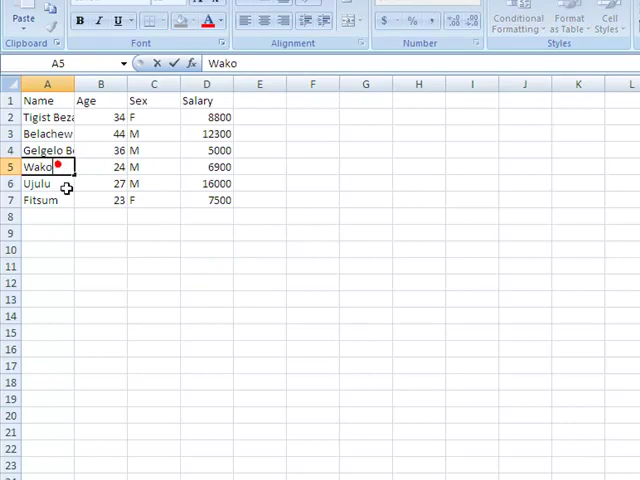 Paste
B I U
A
$ % ,
Conditional Formatting
Format as Table
Cell Styles
Clipboard Font Alignment Number Styles
A5 fx Wako
A B C D E F G H I J K L
1 Name Age Sex Salary
2 Tigist Beza 34 F 8800
3 Belachew 44 M 12300
4 Gelgelo Be 36 M 5000
5 Wako 24 M 6900
6 Ujulu 27 M 16000
7 Fitsum 23 F 7500
8
9
10
11
12
13
14
15
16
17
18
19
20
21
22
23